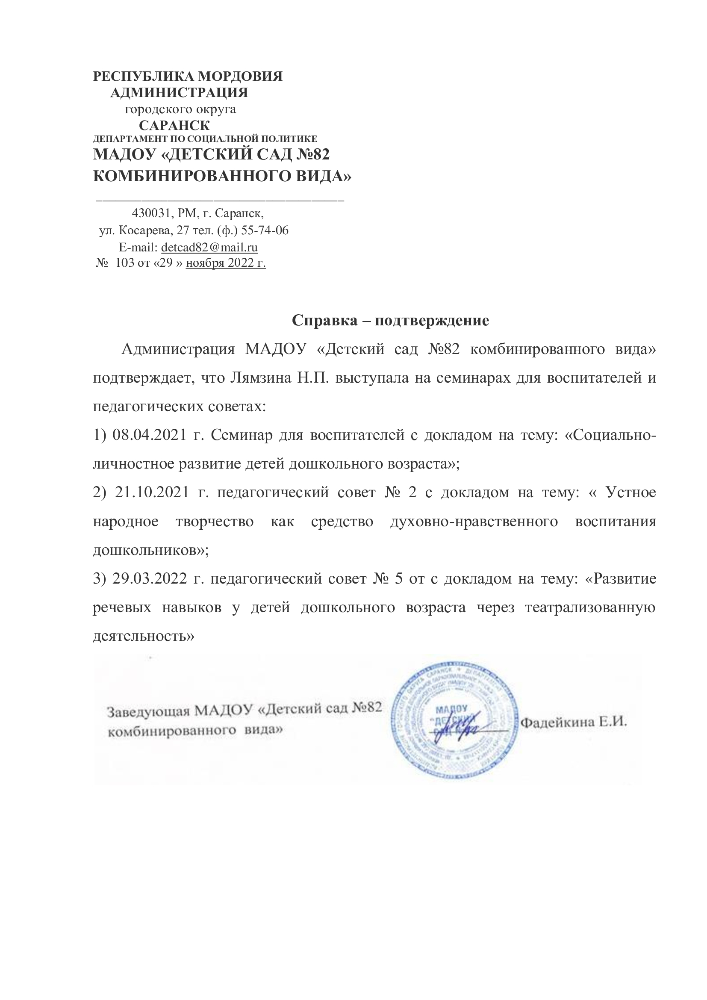 РЕСПУБЛИКА МОРДОВИЯ
АДМИНИСТРАЦИЯ
городского округа
САРАНСК
ДЕПАРТАМЕНТ ПО СОЦИАЛЬНОЙ ПОЛИТИКЕ
МАДОУ «ДЕТСКИЙ САД №82
КОМБИНИРОВАННОГО ВИДА»
______________________________________
430031, РМ, г. Саранск,
ул. Косарева, 27 тел. (ф.) 55-74-06
E-mail: detcad82@mail.ru
№ 103 от «29 » ноября 2022 г.
Справка – подтверждение
Администрация МАДОУ «Детский сад №82 комбинированного вида»
подтверждает, что Лямзина Н.П. выступала на семинарах для воспитателей и
педагогических советах:
1) 08.04.2021 г. Семинар для воспитателей с докладом на тему: «Социально-
личностное развитие детей дошкольного возраста»;
2) 21.10.2021 г. педагогический совет № 2 с докладом на тему: « Устное
народное творчество как средство духовно-нравственного воспитания
дошкольников»;
3) 29.03.2022 г. педагогический совет № 5 от с докладом на тему: «Развитие
речевых навыков у детей дошкольного возраста через театрализованную
деятельность»
Заведующая МАДОУ «Детский сад №82
комбинированного вида»
МАДОУ
"ДЕТСКИЙ
САД
Фадейкина Е.И.